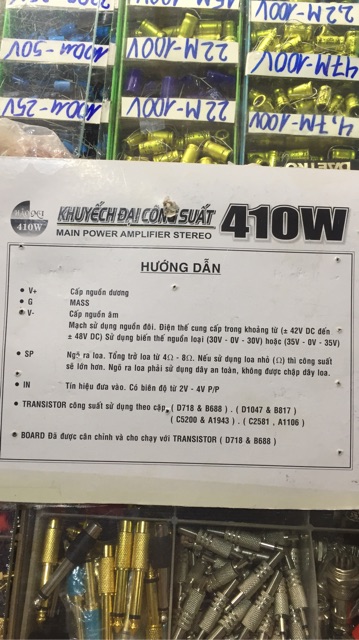 22M-100V
2,2M-100V
100M-50V
22M-100V
47M-100V
100M-25V
22M-100V
4,7M-100V
410W
KHUYẾCH ĐẠI CÔNG SUẤT
MAIN POWER AMPLIFIER STEREO
410W
HƯỚNG DẪN
• V+ Cấp nguồn dương
• G MASS
• V- Cấp nguồn âm
Mạch sử dụng nguồn đôi. Điện thế cung cấp trong khoảng từ (± 42V DC đến
± 48V DC) Sử dụng biến thế nguồn loại (30V - 0V - 30V) hoặc (35V - 0V - 35V)
• SP Ngõ ra loa. Tổng trở loa từ 4Ω - 8Ω. Nếu sử dụng loa nhỏ (Ω) thì công suất
sẽ lớn hơn. Ngõ ra loa phải sử dụng dây an toàn, không được chập dây loa.
• IN Tín hiệu đưa vào. Có biên độ từ 2V - 4V P/P
• TRANSISTOR công suất sử dụng theo cặp ( D718 & B688 ) . ( D1047 & B817 )
( C5200 & A1943 ) . ( C2581 , A1106 )
• BOARD Đã được cân chỉnh và cho chạy với TRANSISTOR ( D718 & B688 )